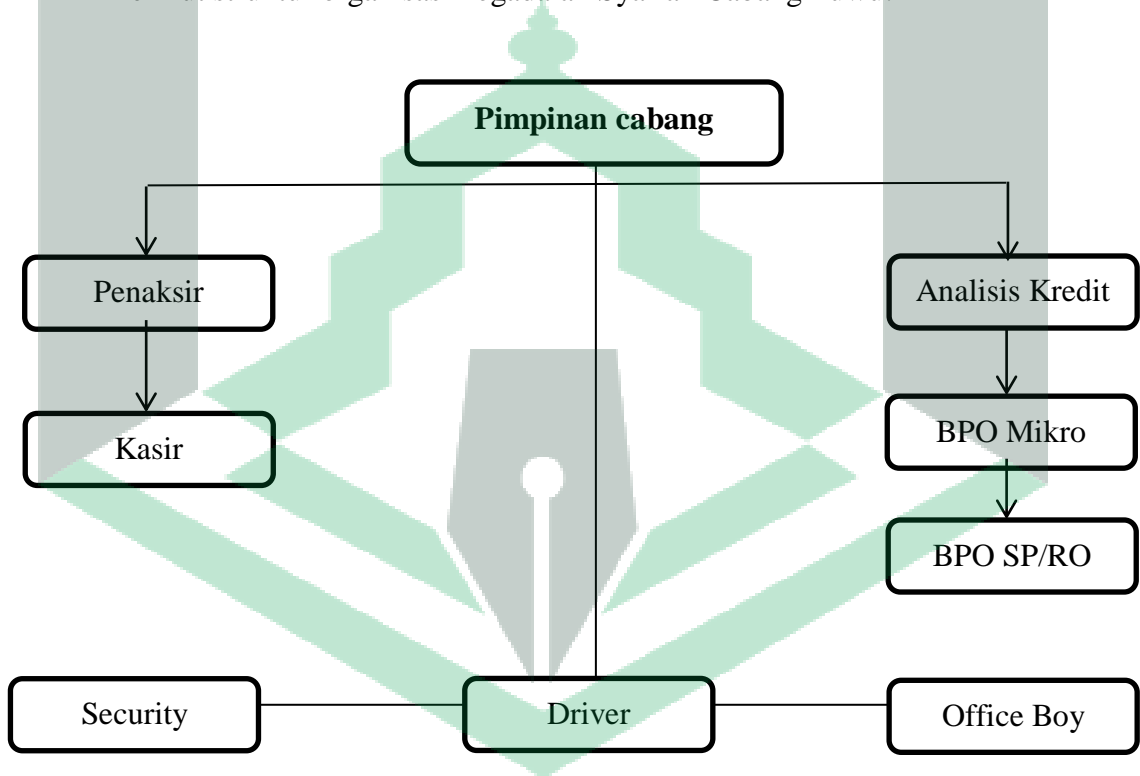 Pimpinan cabang
Penaksir
Analisis Kredit
Kasir
BPO Mikro
BPO SP/RO
Security
Driver
Office Boy